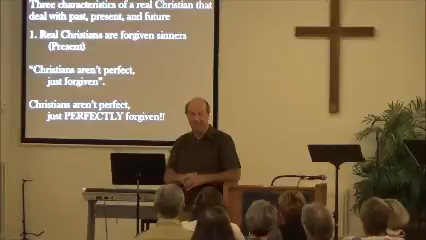 Three characteristics of a real Christian that
deal with past, present, and future
1. Real Christians are forgiven sinners
(Present)
“Christians aren't perfect,
just forgiven”.
Christians aren't perfect,
just PERFECTLY forgiven!!